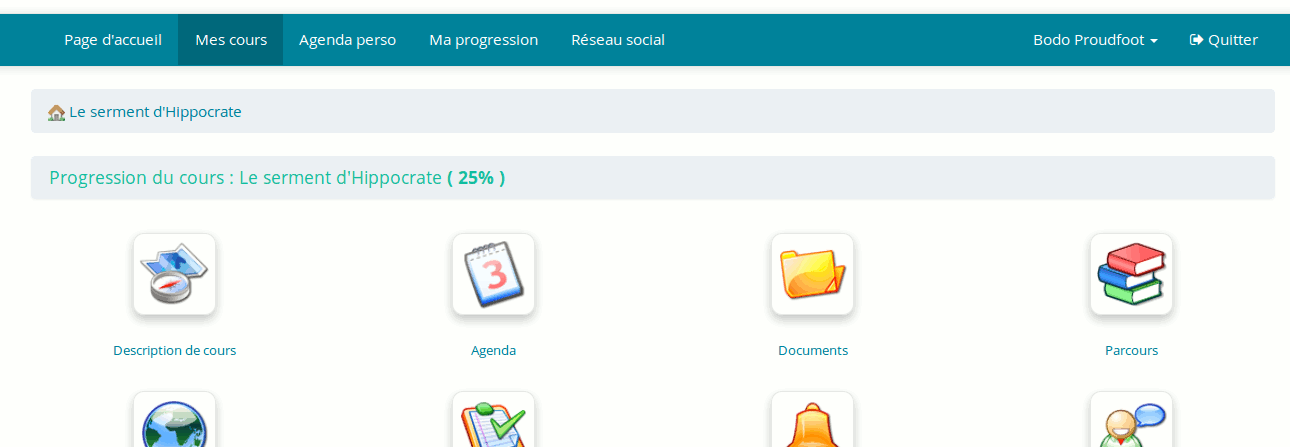 Page d'accueil Mes cours Agenda perso Ma progression Réseau social Bodo Proudfoot Quitter
Le serment d'Hippocrate
Progression du cours : Le serment d'Hippocrate ( 25% )
3
Description de cours Agenda Documents Parcours